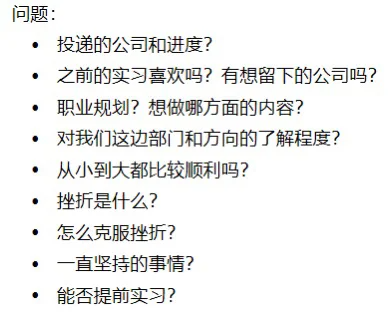 问题：
• 投递的公司和进度？
• 之前的实习喜欢吗？有想留下的公司吗？
• 职业规划？想做哪方面的内容？
• 对我们这边部门和方向的了解程度？
• 从小到大都比较顺利吗？
• 挫折是什么？
• 怎么克服挫折？
• 一直坚持的事情？
• 能否提前实习？